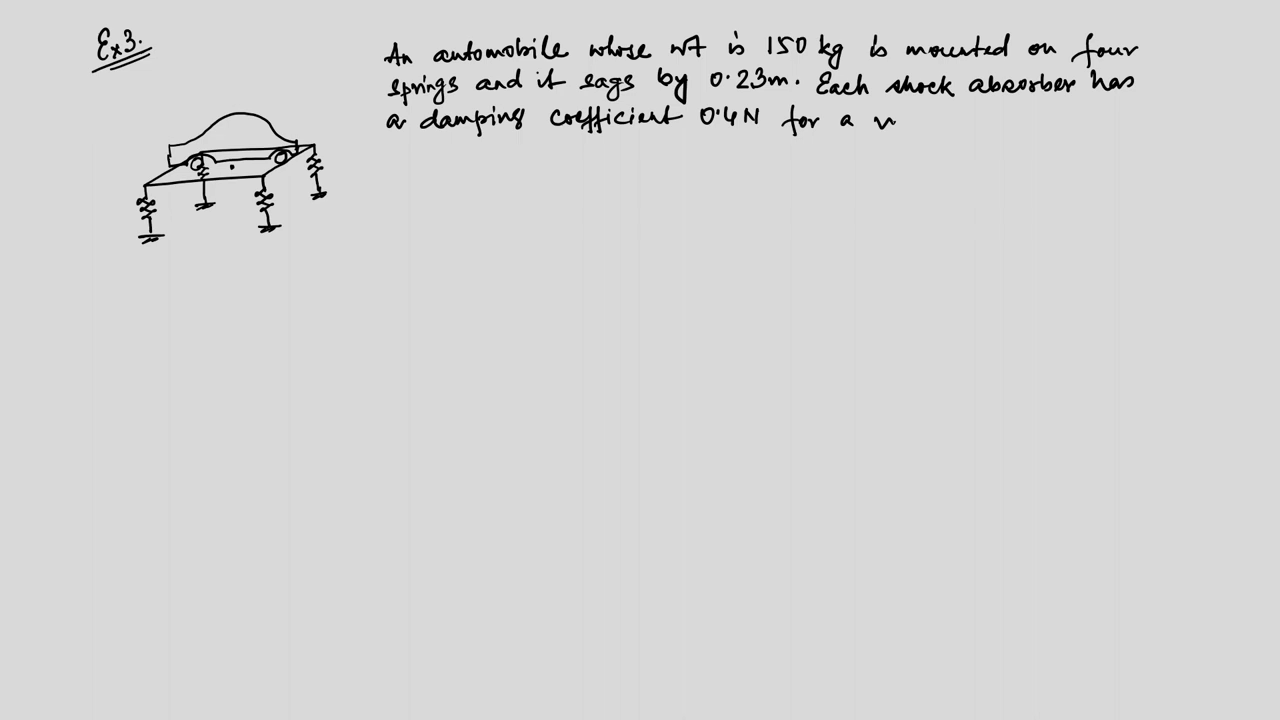 Ex3.
An automobile whose wt is 150 kg is mounted on four
springs and it sags by 0.23m. Each shock absorber has
a damping coefficient 0.4N for a v